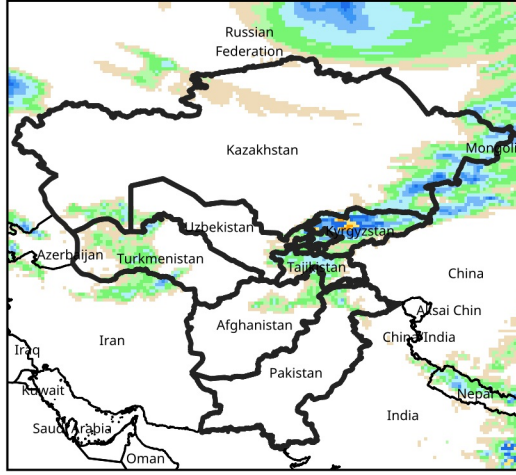 Russian
Federation
Kazakhstan
Mongoli
Uzbekistan
Kyrgyzstan
Azerbaijan
Turkmenistan
Tajikistan
China
Aksai Chin
Afghanistan
China/India
Iran
Iraq
Pakistan
Kuwait
Nepal
India
Saudi Arabia
Oman